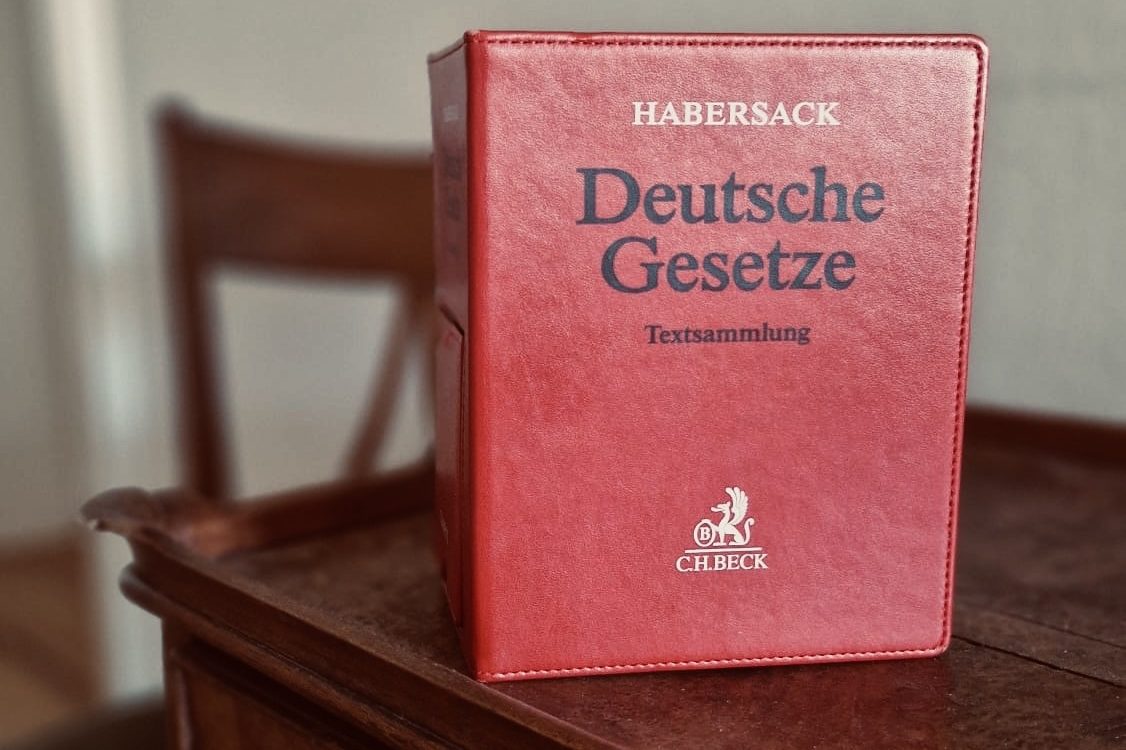 HABERSACK
Deutsche
Gesetze
Textsammlung
B
C.H.BECK